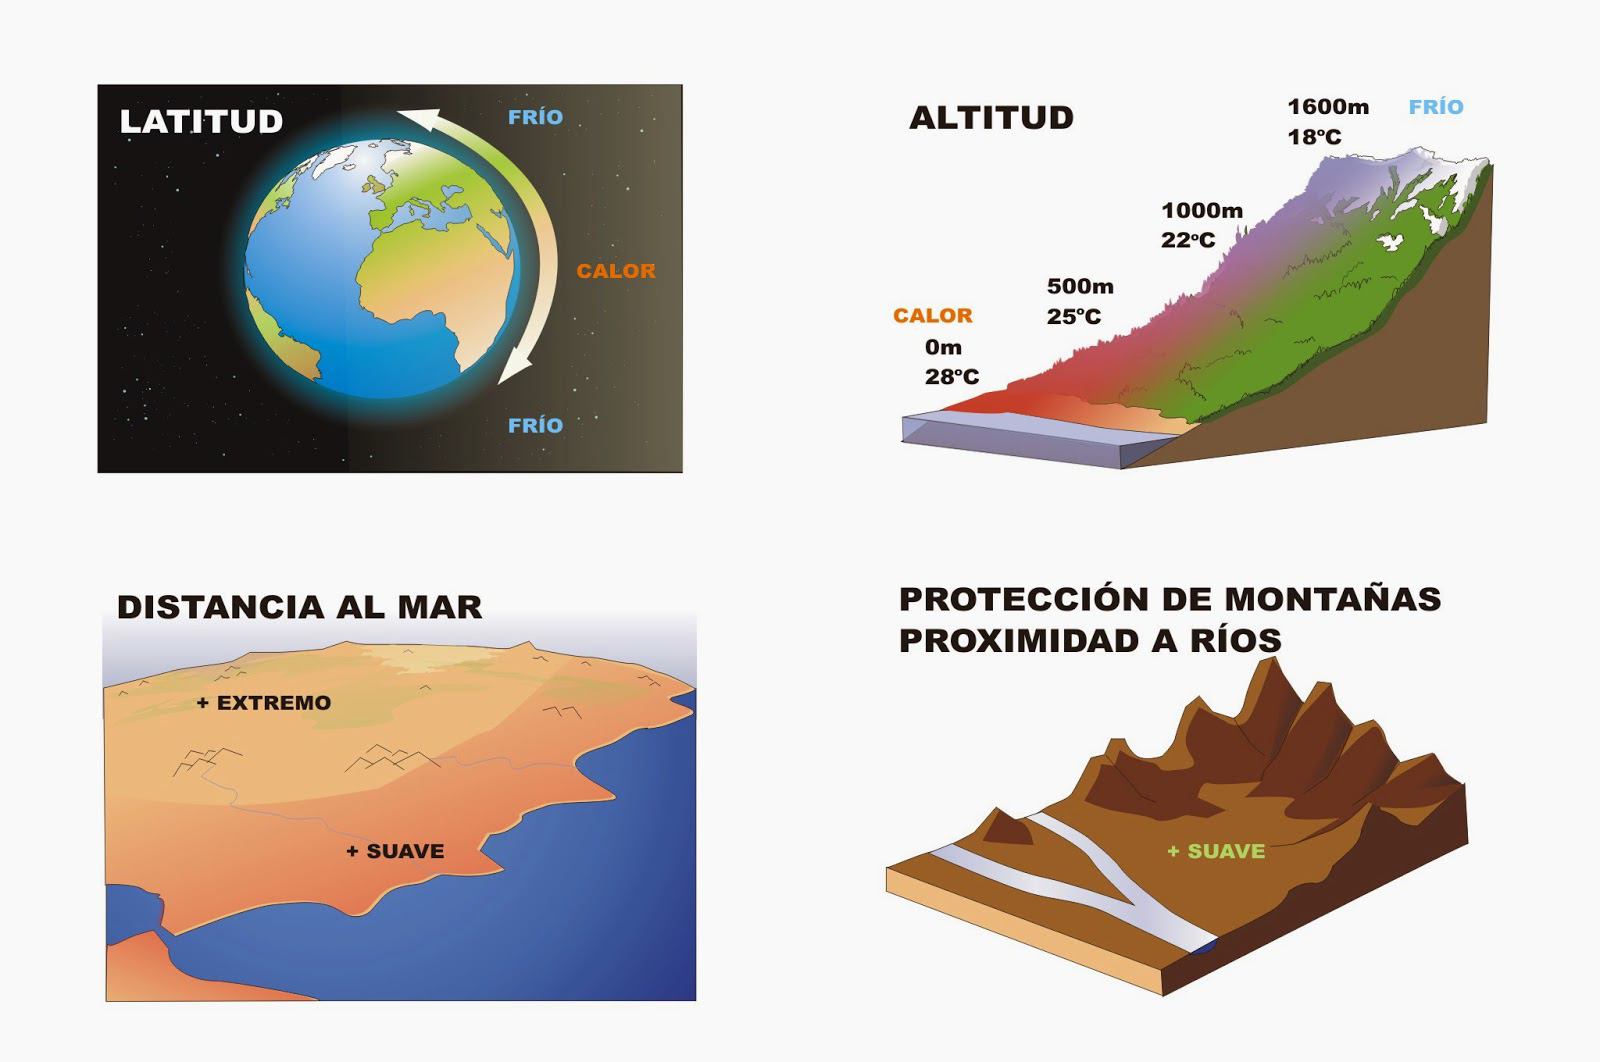 LATITUD
FRÍO
CALOR
FRÍO
ALTITUD
1600m FRÍO
18ºC
1000m
22ºC
500m
25ºC
CALOR
0m
28ºC
DISTANCIA AL MAR
+ EXTREMO
+ SUAVE
PROTECCIÓN DE MONTAÑAS
PROXIMIDAD A RÍOS
+ SUAVE